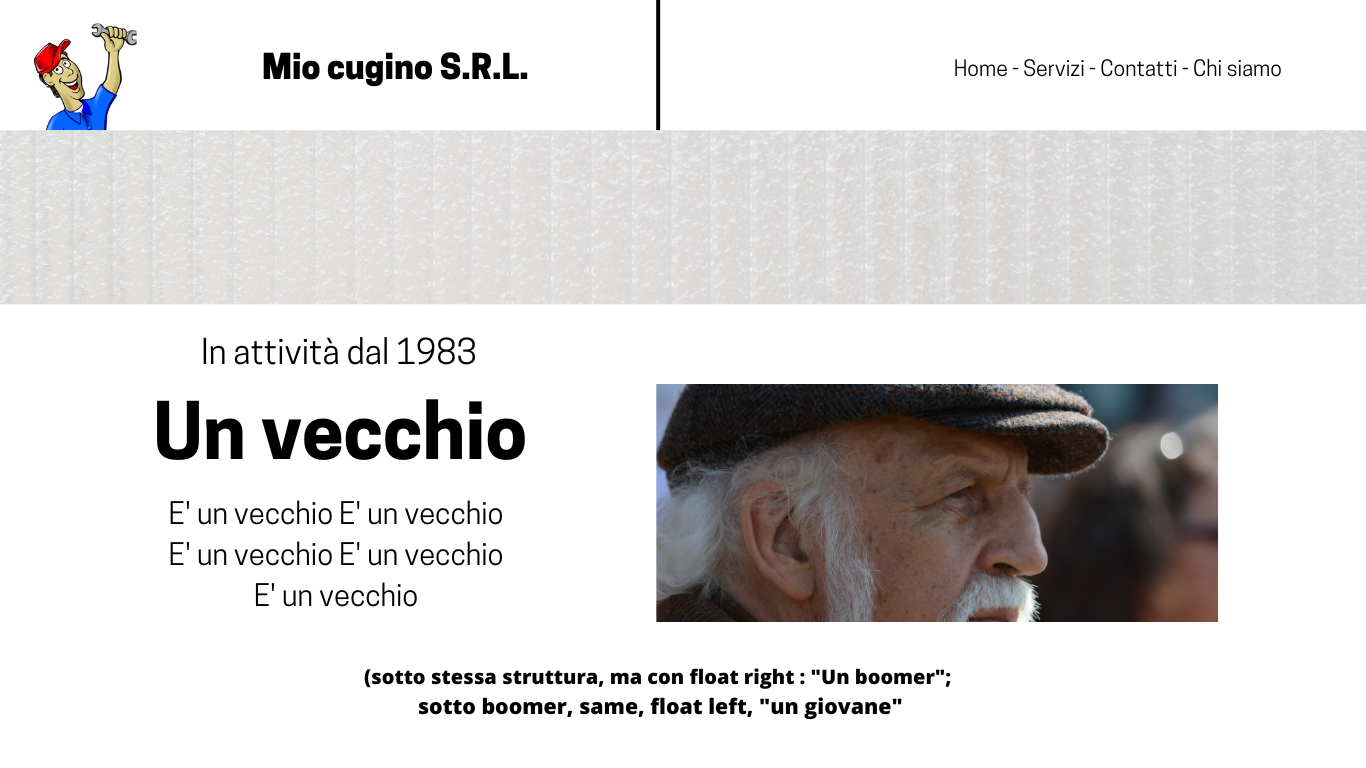 Mio cugino S.R.L.
Home - Servizi - Contatti - Chi siamo
In attività dal 1983
Un vecchio
E' un vecchio E' un vecchio
E' un vecchio E' un vecchio
E' un vecchio
(sotto stessa struttura, ma con float right : "Un boomer";
sotto boomer, same, float left, "un giovane"